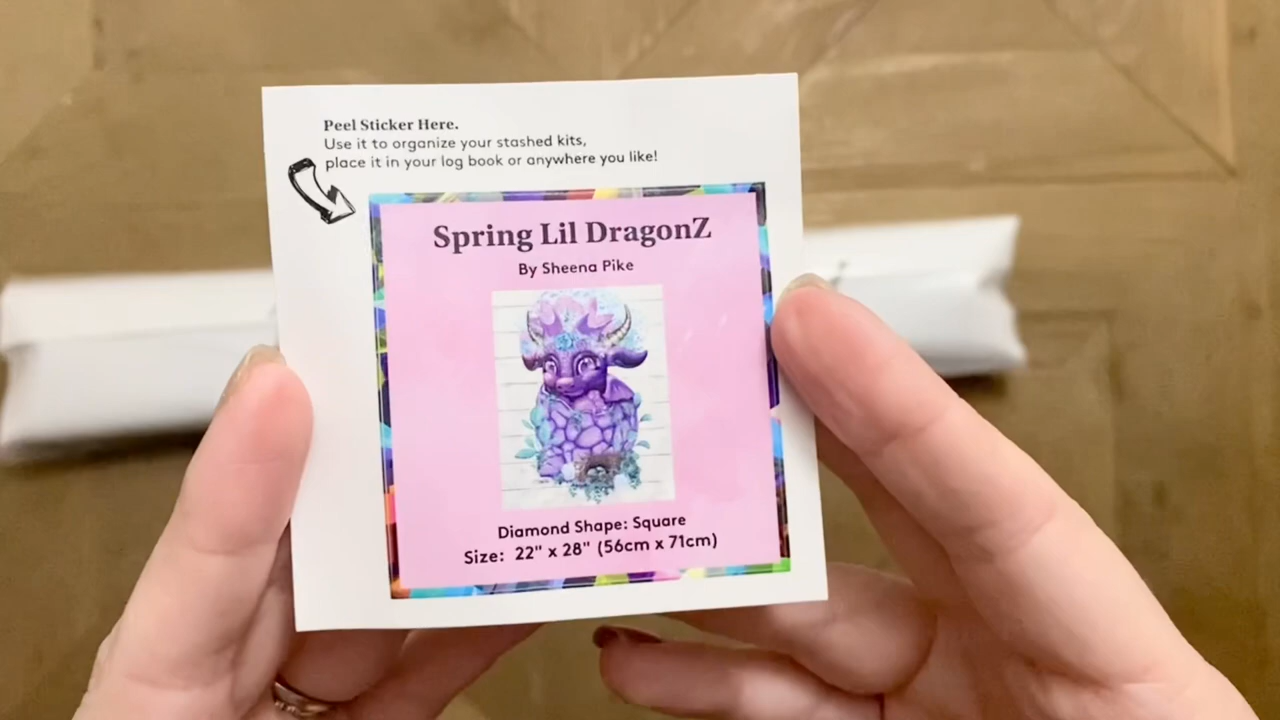 Peel Sticker Here.
Use it to organize your stashed kits,
place it in your log book or anywhere you like!
Spring Lil DragonZ
By Sheena Pike
Diamond Shape: Square
Size: 22" x 28" (56cm x 71cm)